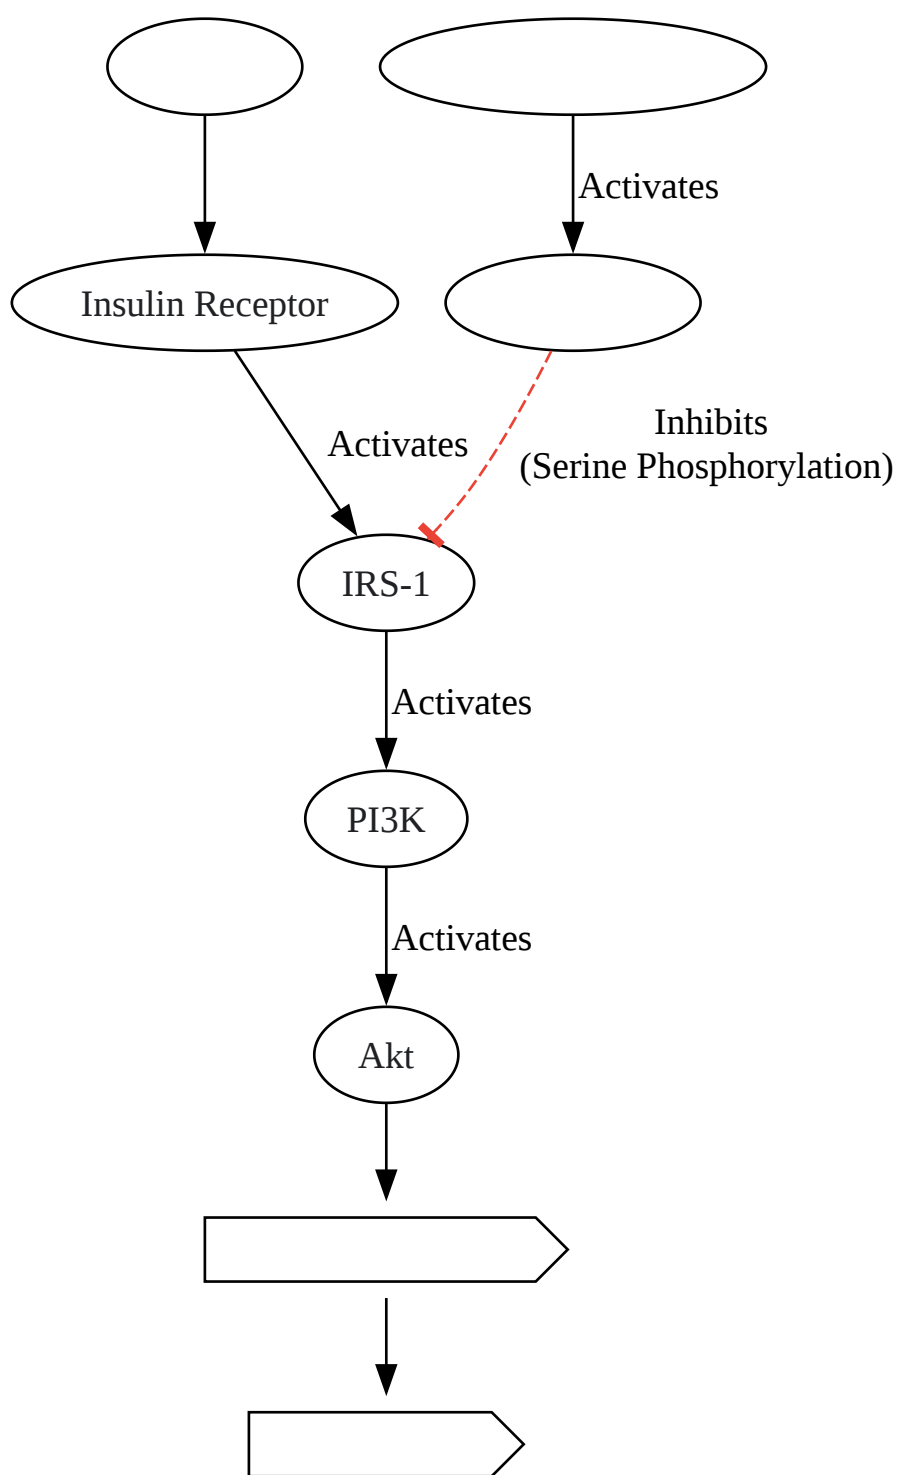 Activates
Insulin Receptor
Activates
Inhibits
(Serine Phosphorylation)
IRS-1
Activates
PI3K
Activates
Akt